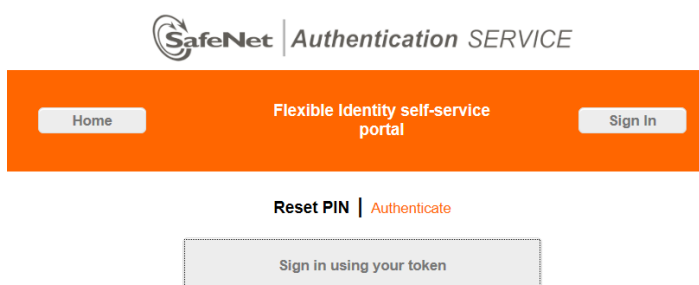 SafeNet | Authentication SERVICE
Home
Flexible Identity self-service
portal
Sign In
Reset PIN | Authenticate
Sign in using your token